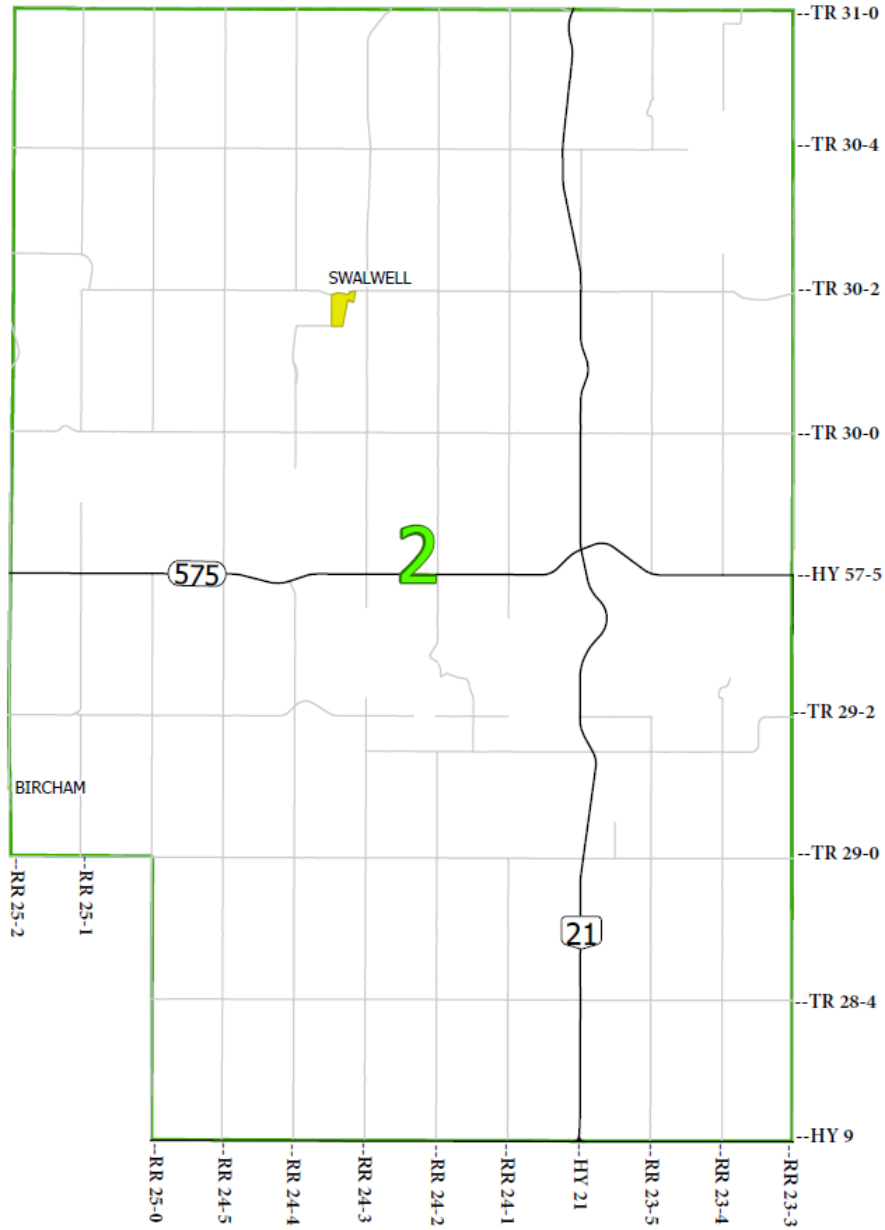 --TR 31-0
--TR 30-4
SWALWELL
--TR 30-2
--TR 30-0
2
575
--HY 57-5
--TR 29-2
BIRCHAM
--TR 29-0
--RR 25-2
--RR 25-1
21
--TR 28-4
--HY 9
--RR 25-0
--RR 24-5
--RR 24-4
--RR 24-3
--RR 24-2
--RR 24-1
--HY 21
--RR 23-5
--RR 23-4
--RR 23-3